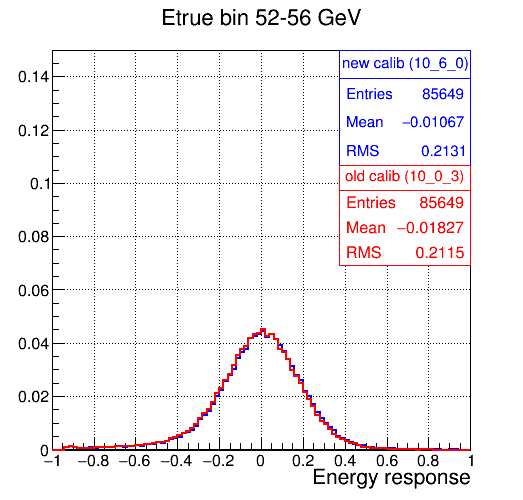 Etrue bin 52-56 GeV
new calib (10_6_0)
Entries 85649
Mean −0.01067
RMS 0.2131
old calib (10_0_3)
Entries 85649
Mean −0.01827
RMS 0.2115
0.14
0.12
0.1
0.08
0.06
0.04
0.02
0
−1 −0.8 −0.6 −0.4 −0.2 0 0.2 0.4 0.6 0.8 1
Energy response